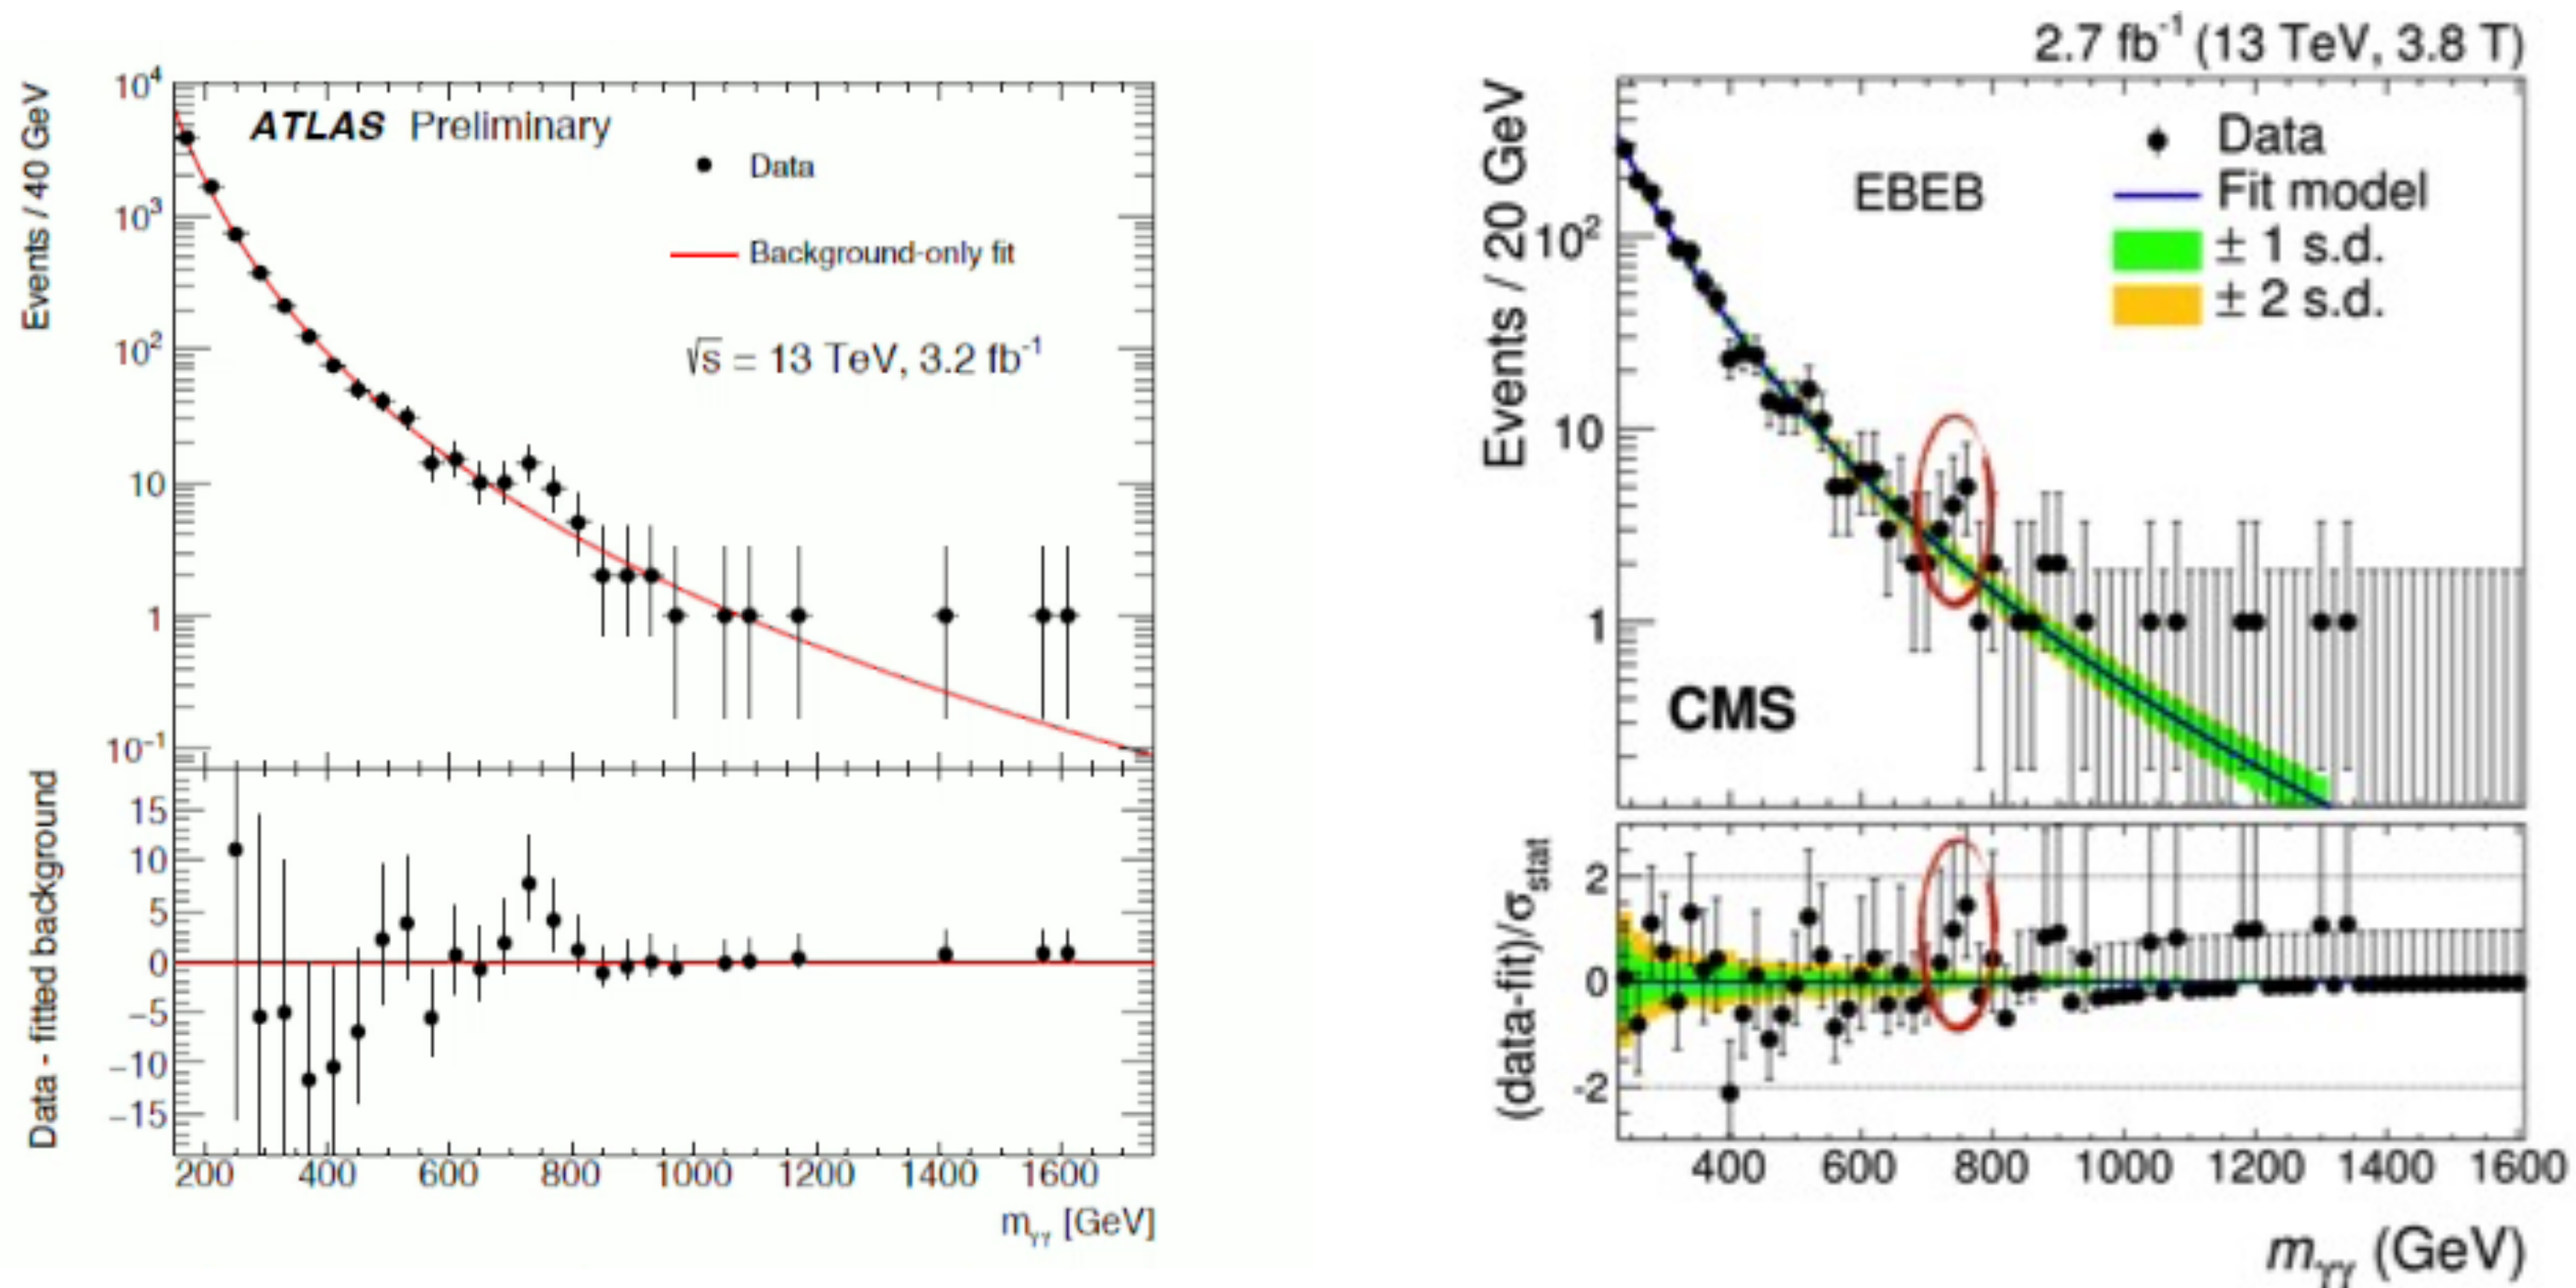 ATLAS Preliminary
Data
Background-only fit
√s = 13 TeV, 3.2 fb⁻¹
Events / 40 GeV
10⁴
10³
10²
10
1
10⁻¹
Data - fitted background
15
10
5
0
−5
−10
−15
200 400 600 800 1000 1200 1400 1600
mγγ [GeV]
2.7 fb⁻¹ (13 TeV, 3.8 T)
Events / 20 GeV
10²
10
1
EBEB
Data
Fit model
± 1 s.d.
± 2 s.d.
CMS
(data-fit)/σstat
2
0
-2
400 600 800 1000 1200 1400 1600
mγγ (GeV)